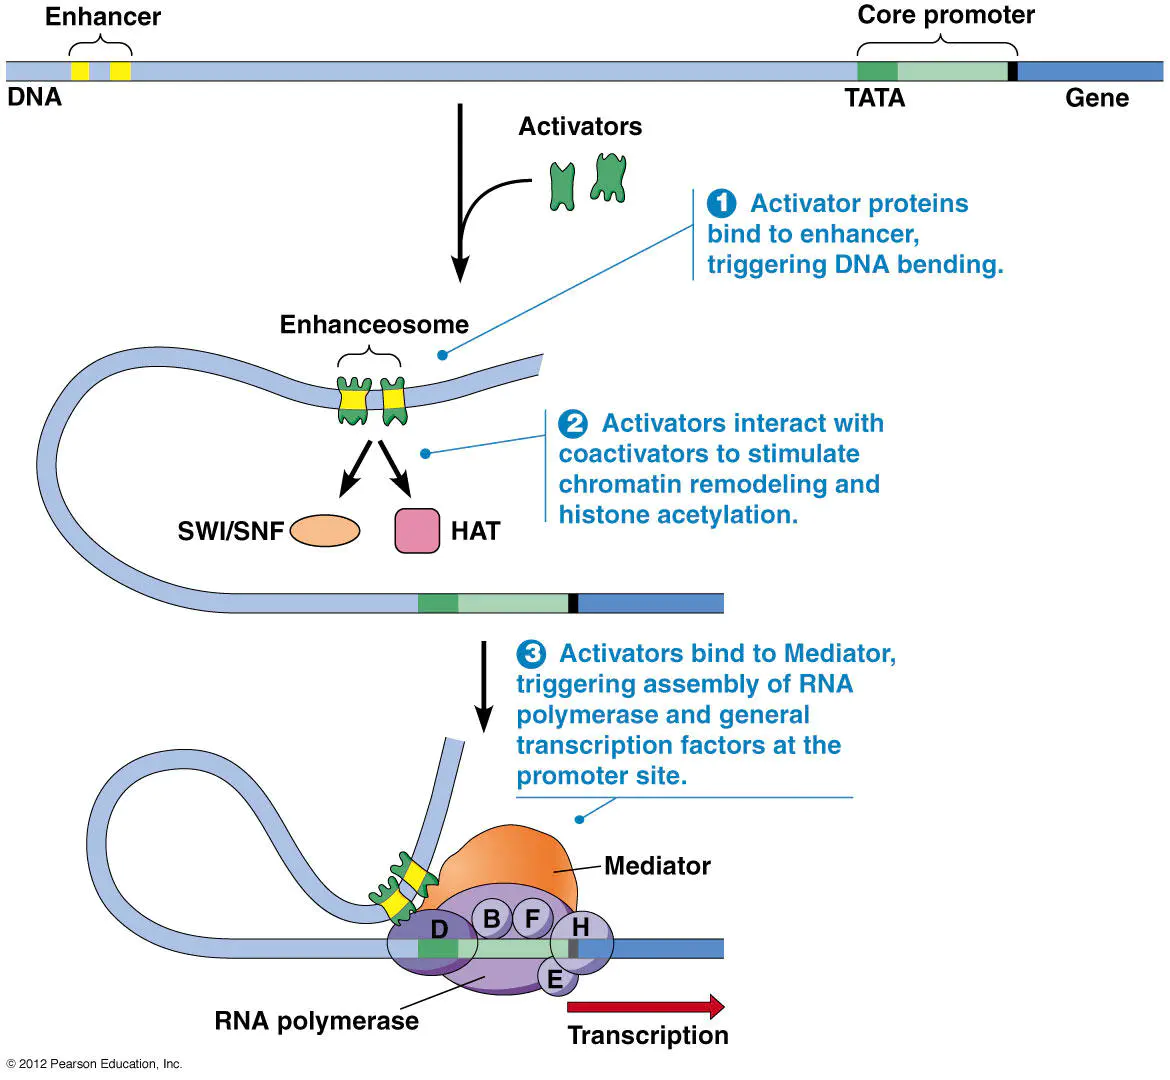 Enhancer
Core promoter
DNA
TATA
Gene
Activators
1 Activator proteins
bind to enhancer,
triggering DNA bending.
Enhanceosome
2 Activators interact with
coactivators to stimulate
chromatin remodeling and
histone acetylation.
SWI/SNF
HAT
3 Activators bind to Mediator,
triggering assembly of RNA
polymerase and general
transcription factors at the
promoter site.
Mediator
D
B
F
H
E
RNA polymerase
Transcription
© 2012 Pearson Education, Inc.